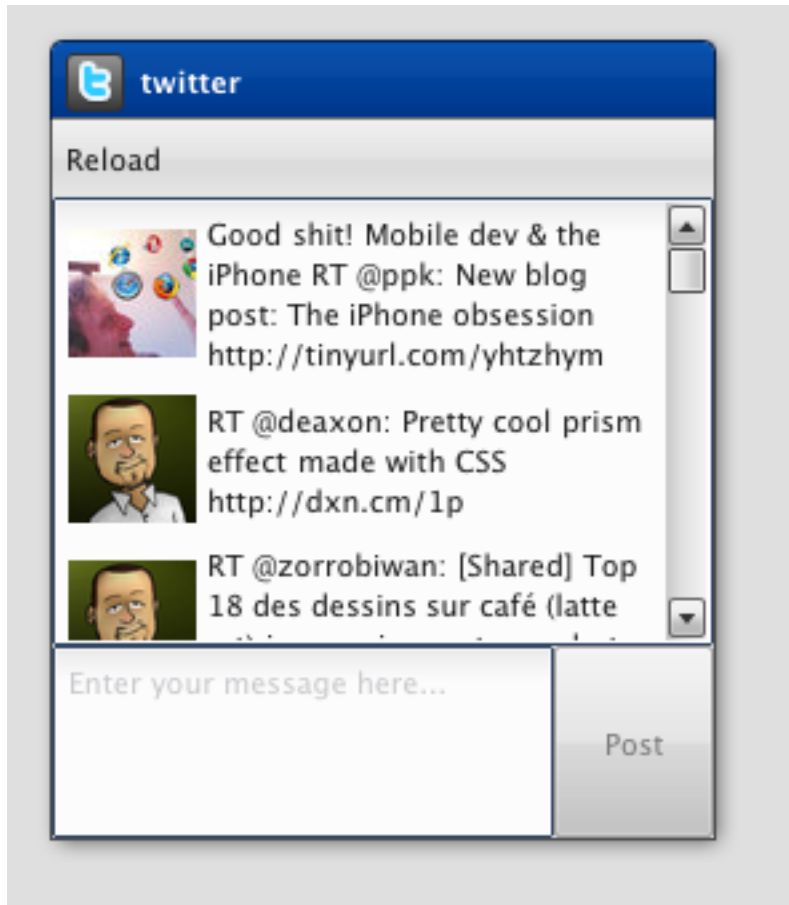 twitter
Reload
Good shit! Mobile dev & the
iPhone RT @ppk: New blog
post: The iPhone obsession
http://tinyurl.com/yhtzhym
RT @deaxon: Pretty cool prism
effect made with CSS
http://dxn.cm/1p
RT @zorrobiwan: [Shared] Top
18 des dessins sur café (latte
Enter your message here...
Post